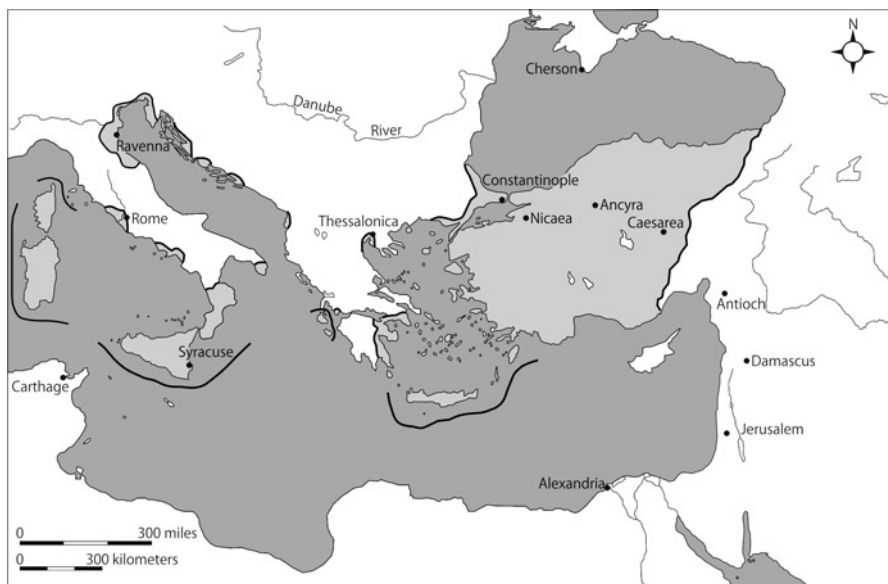 N
Cherson
Danube
River
Ravenna
Constantinople
Rome
Thessalonica
Nicaea
Ancyra
Caesarea
Antioch
Syracuse
Carthage
Damascus
Jerusalem
Alexandria
0 300 miles
0 300 kilometers